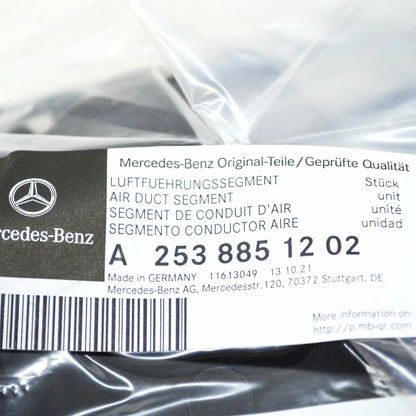 Mercedes-Benz Original-Teile/Geprüfte Qualität
LUFTFUEHRUNGSSEGMENT Stück
AIR DUCT SEGMENT unit
SEGMENT DE CONDUIT D'AIR unité
SEGMENTO CONDUCTOR AIRE unidad
rcedes-Benz
A 253 885 12 02
Made in GERMANY 11613049 13.10.21
Mercedes-Benz AG, Mercedesstr.120, 70372 Stuttgart, DE
More information on
http://p.mb-qr.com